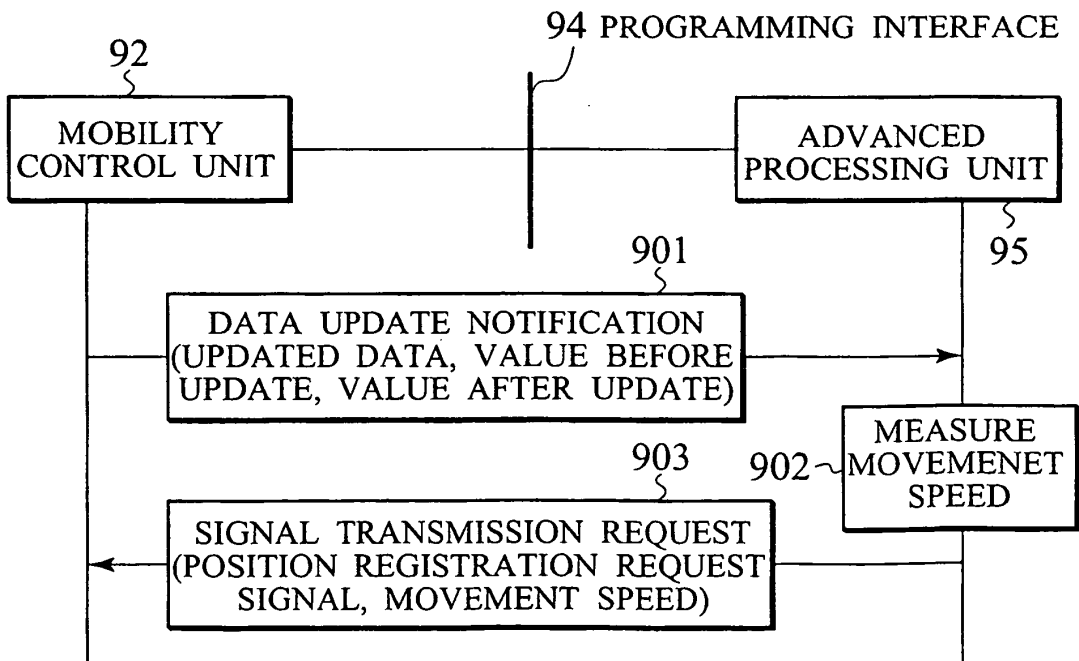 94 PROGRAMMING INTERFACE
92
MOBILITY
CONTROL UNIT
ADVANCED
PROCESSING UNIT
95
901
DATA UPDATE NOTIFICATION
(UPDATED DATA, VALUE BEFORE
UPDATE, VALUE AFTER UPDATE)
902
MEASURE
MOVEMENET
SPEED
903
SIGNAL TRANSMISSION REQUEST
(POSITION REGISTRATION REQUEST
SIGNAL, MOVEMENT SPEED)